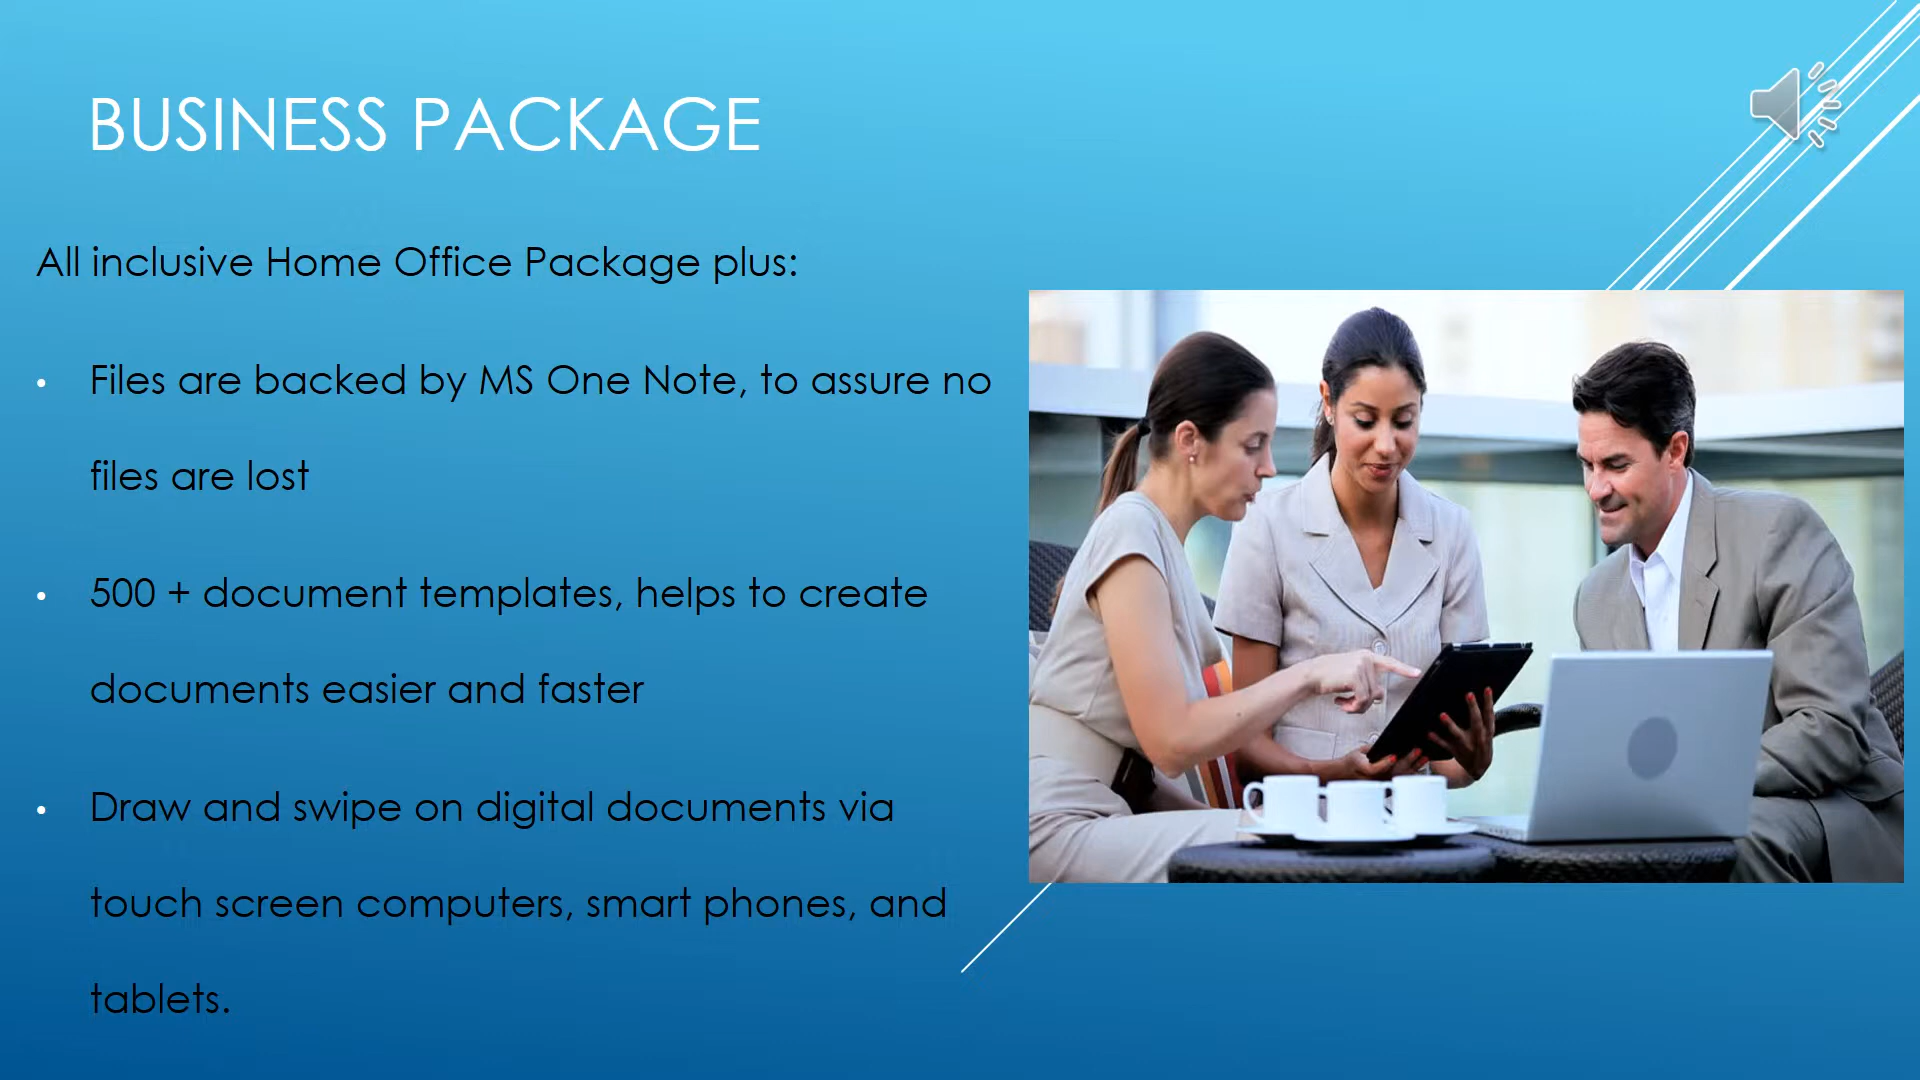 BUSINESS PACKAGE
All inclusive Home Office Package plus:
• Files are backed by MS One Note, to assure no
files are lost
• 500 + document templates, helps to create
documents easier and faster
• Draw and swipe on digital documents via
touch screen computers, smart phones, and
tablets.